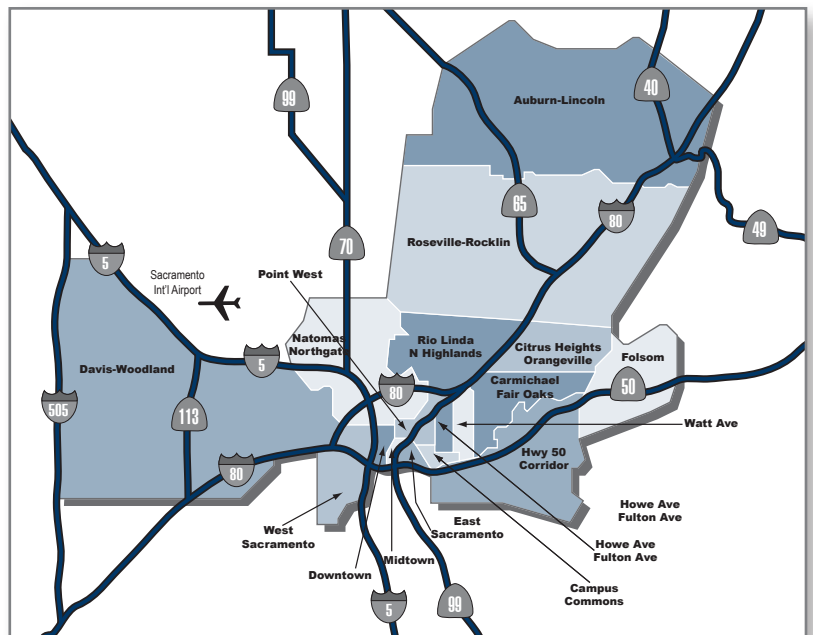 40
Auburn-Lincoln
99
65
80
49
70
Roseville-Rocklin
5
Sacramento
Int'l Airport
Point West
Natomas
Northgate
Rio Linda
N Highlands
Citrus Heights
Orangeville
Folsom
Davis-Woodland
5
80
Carmichael
Fair Oaks
50
505
113
Watt Ave
Hwy 50
Corridor
80
Howe Ave
Fulton Ave
West
Sacramento
East
Sacramento
Howe Ave
Fulton Ave
Midtown
Downtown
Campus
Commons
5
99